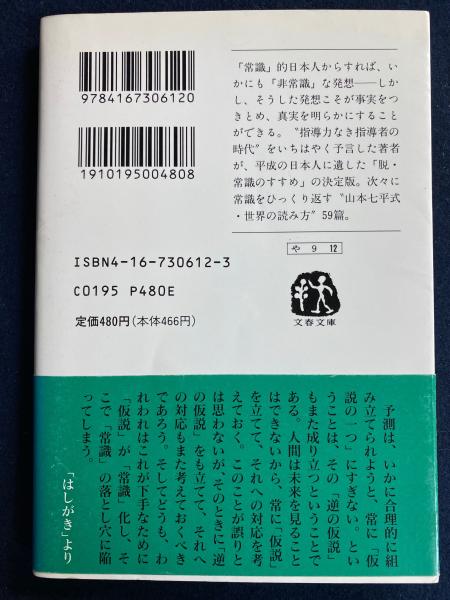 9784167306120
1910195004808
「常識」的日本人からすれば、い
かにも「非常識」な発想――しか
し、そうした発想こそが事実をつ
きとめ、真実を明らかにすること
ができる。〝指導力なき指導者の
時代〟をいちはやく予言した著者
が、平成の日本人に遺した「脱・
常識のすすめ」の決定版。次々に
常識をひっくり返す〝山本七平式
・世界の読み方〟59篇。
や 9 12
文春文庫
ISBN4-16-730612-3
C0195 P480E
定価480円(本体466円)
予測は、いかに合理的に組
み立てられようと、常に「仮
説の一つ」にすぎない。とい
うことは、その「逆の仮説」
もまた成り立つということで
ある。人間は未来を見ること
はできないから、常に「仮説」
を立てて、それへの対応を考
えておく。このことが誤りと
は思わないが、そのときに「逆
の仮説」をも立てて、それへ
の対応もまた考えておくべき
であろう。そしてどうも、わ
れわれはこれが下手なために
「仮説」が「常識」化し、そ
こで「常識」の落とし穴に陥
ってしまう。
「はしがき」より